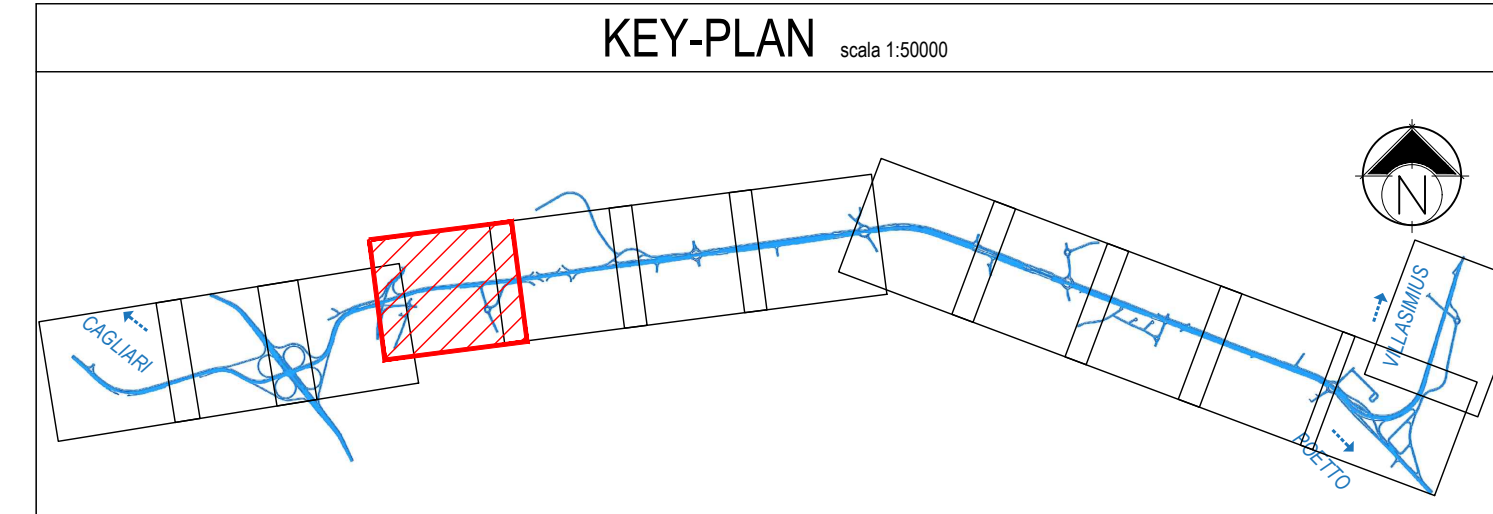 KEY-PLAN scala 1:50000
N
CAGLIARI
VILLASIMIUS
POETTO